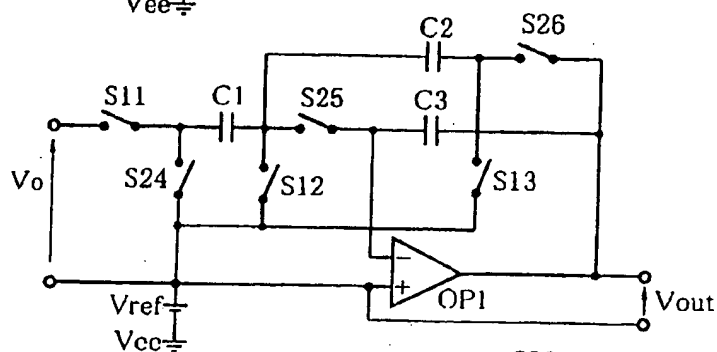 Vee
S26
C2
S11
C1
S25
C3
Vo
S24
S12
S13
OP1
Vref
Vout
Vcc